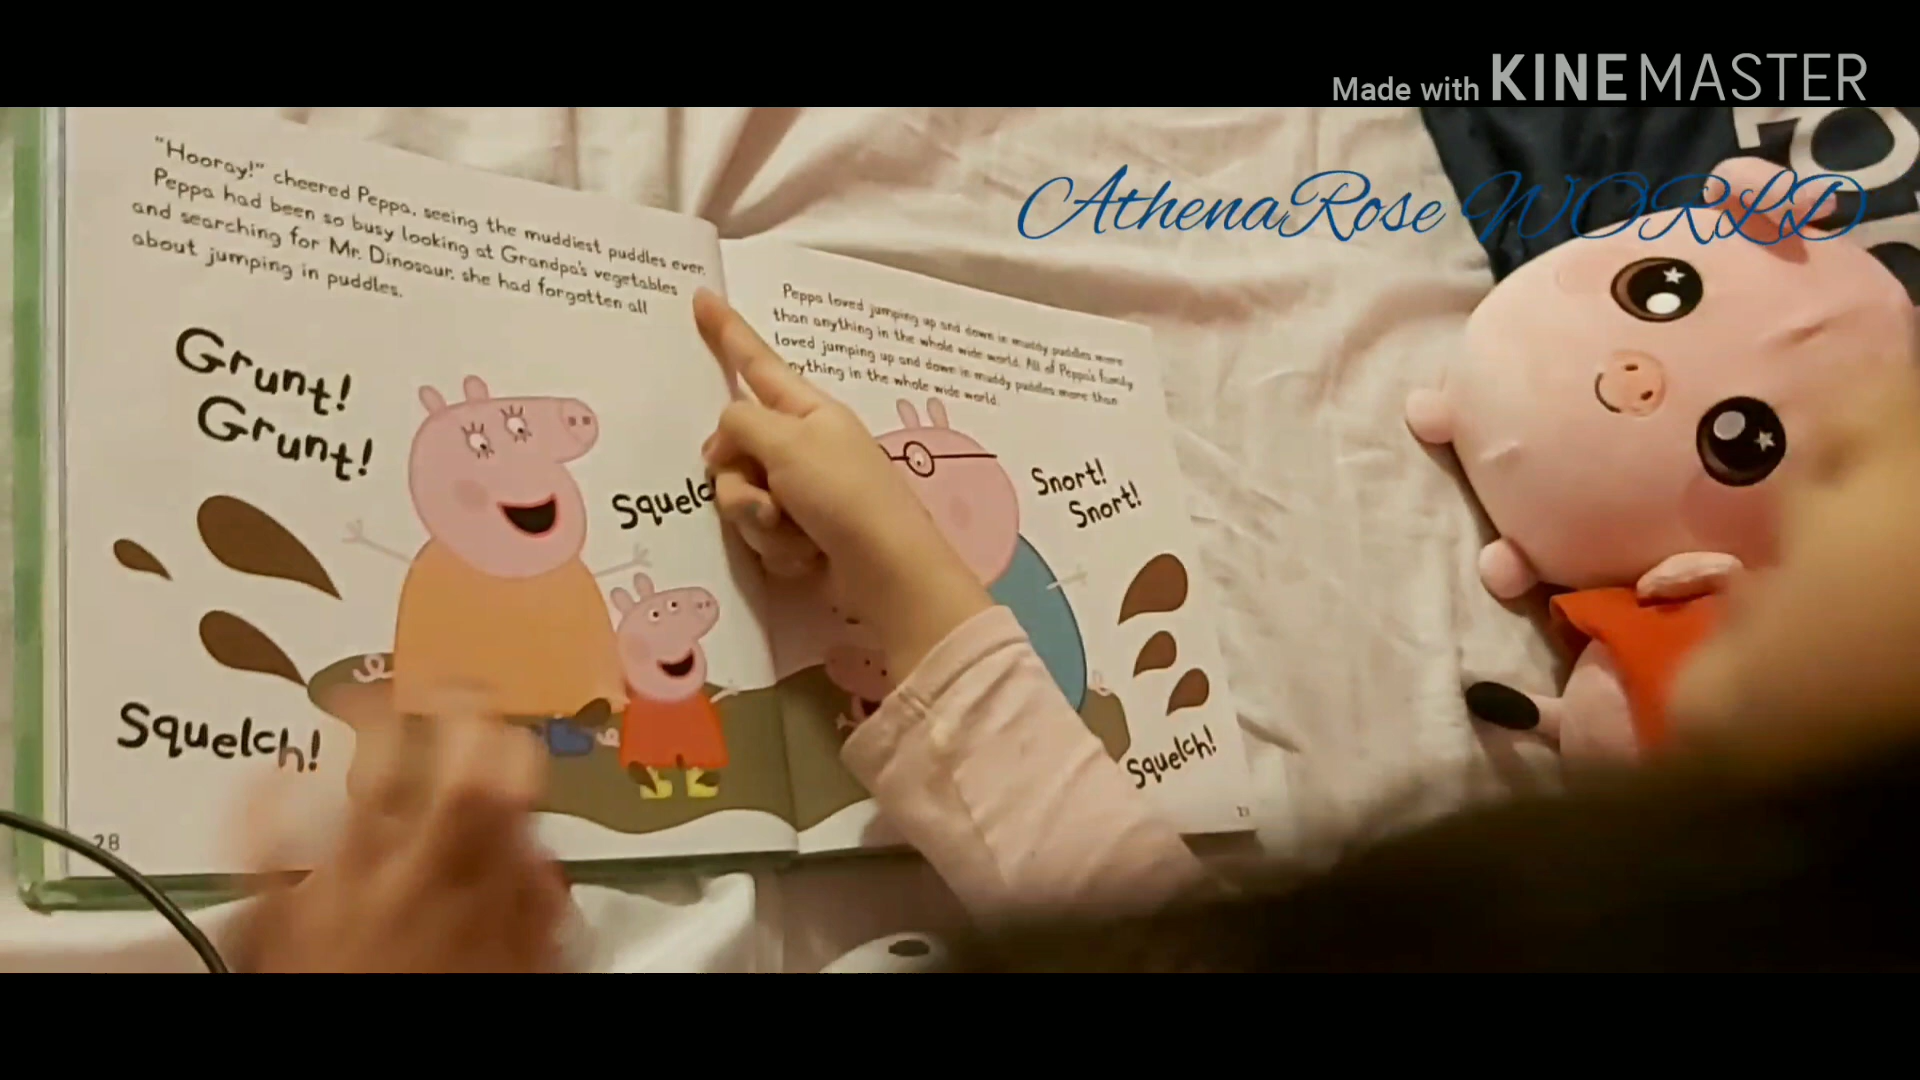 Made with KINEMASTER
AthenaRose WORLD
"Hooray!" cheered Peppa, seeing the muddiest puddles ever.
Peppa had been so busy looking at Grandpa's vegetables
and searching for Mr. Dinosaur, she had forgotten all
about jumping in puddles.
Grunt!
Grunt!
Squelc
Squelch!
28
Peppa loved jumping up and down in muddy puddles more
than anything in the whole wide world. All of Peppa's family
loved jumping up and down in muddy puddles more than
nything in the whole wide world.
Snort!
Snort!
Squelch!